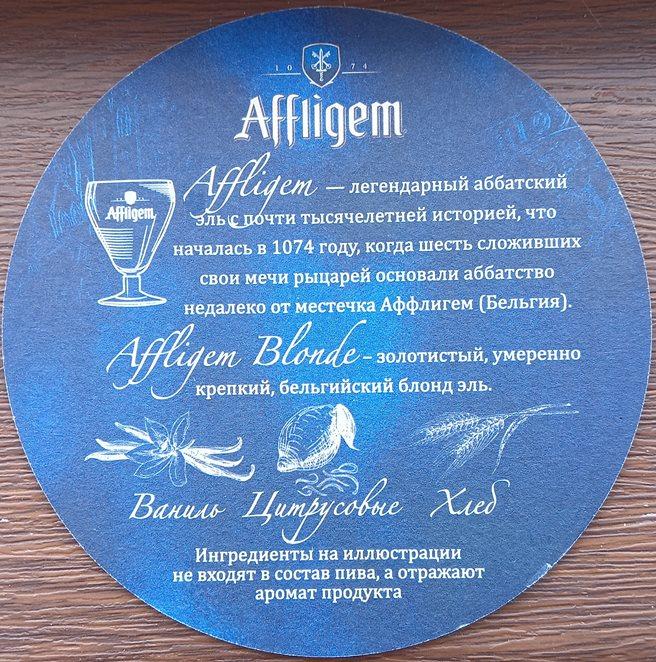 1074
Affligem
Affligem
Affligem — легендарный аббатский
эль с почти тысячелетней историей, что
началась в 1074 году, когда шесть сложивших
свои мечи рыцарей основали аббатство
недалеко от местечка Аффлигем (Бельгия).
Affligem Blonde – золотистый, умеренно
крепкий, бельгийский блонд эль.
Ваниль Цитрусовые Хлеб
Ингредиенты на иллюстрации
не входят в состав пива, а отражают
аромат продукта